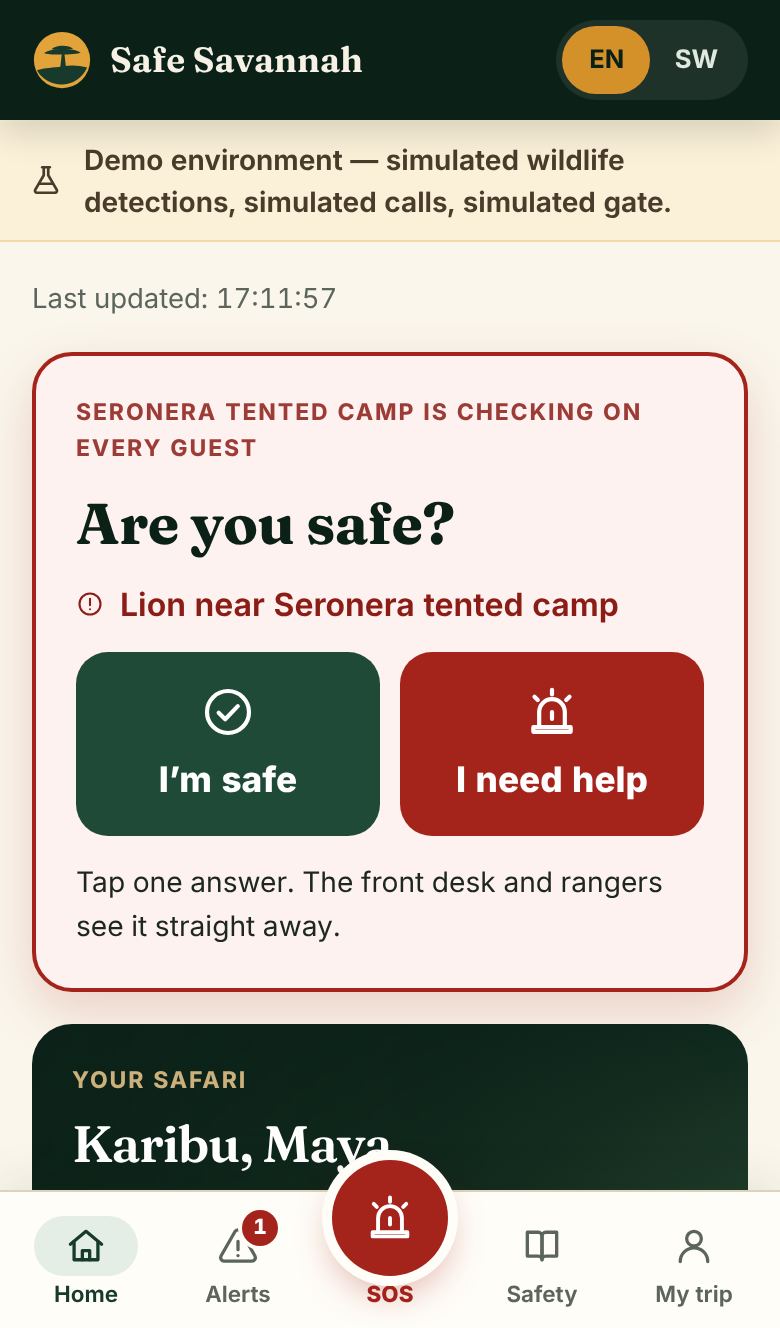 Safe Savannah
EN
SW
Demo environment — simulated wildlife
detections, simulated calls, simulated gate.
Last updated: 17:11:57
SERONERA TENTED CAMP IS CHECKING ON
EVERY GUEST
Are you safe?
Lion near Seronera tented camp
I’m safe
I need help
Tap one answer. The front desk and rangers
see it straight away.
YOUR SAFARI
Karibu, Maya
1
Home
Alerts
SOS
Safety
My trip